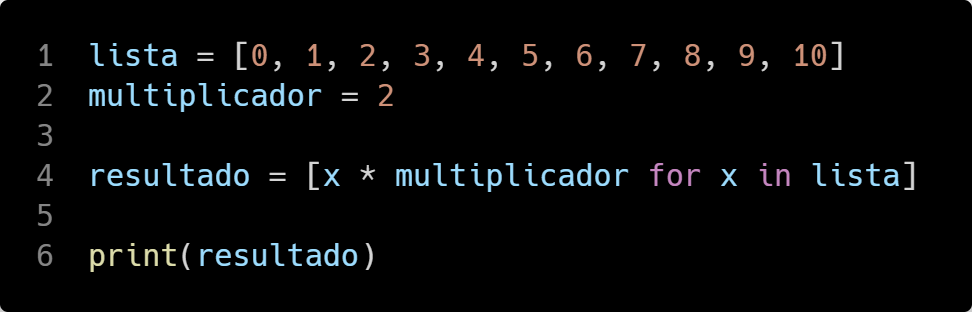 1 lista = [0, 1, 2, 3, 4, 5, 6, 7, 8, 9, 10]
2 multiplicador = 2
3
4 resultado = [x * multiplicador for x in lista]
5
6 print(resultado)